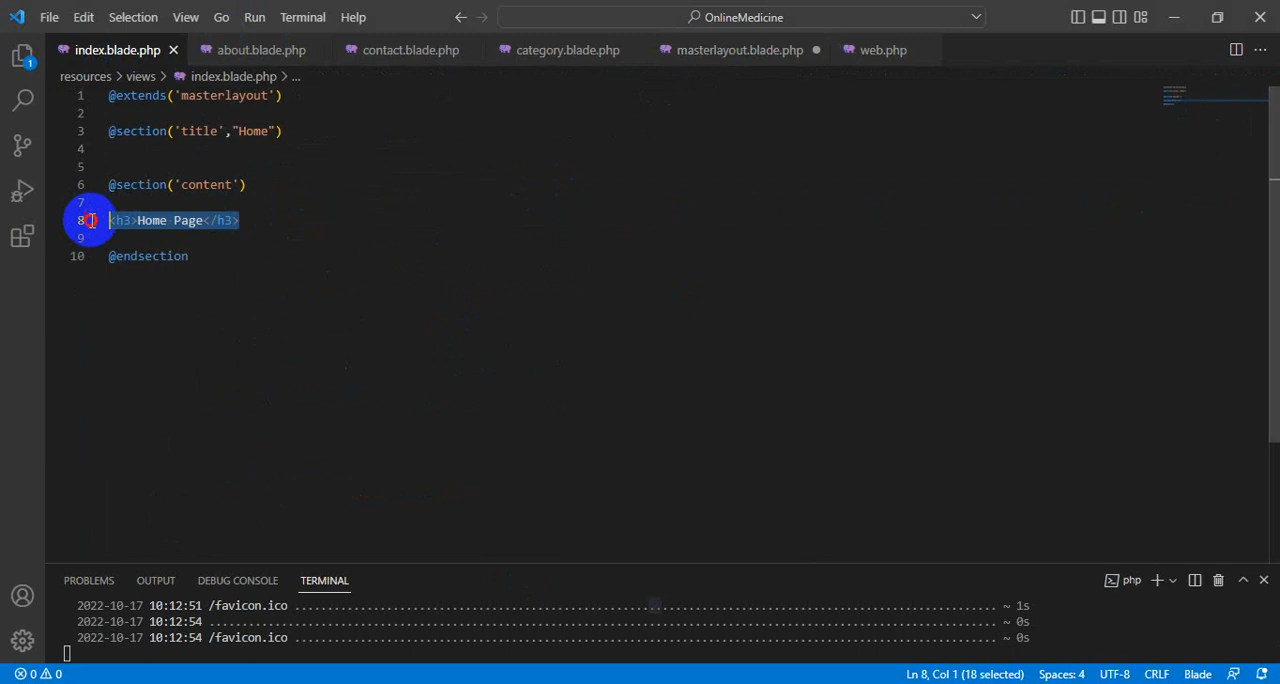 File Edit Selection View Go Run Terminal Help OnlineMedicine
index.blade.php about.blade.php contact.blade.php category.blade.php masterlayout.blade.php web.php
resources > views > index.blade.php > ...
1 @extends('masterlayout')
2
3 @section('title',"Home")
4
5
6 @section('content')
7
8 <h3>Home Page</h3>
9
10 @endsection
1
PROBLEMS OUTPUT DEBUG CONSOLE TERMINAL php
2022-10-17 10:12:51 /favicon.ico ................................................................................................ ~ 1s
2022-10-17 10:12:54 ............................................................................................................ ~ 0s
2022-10-17 10:12:54 /favicon.ico ................................................................................................ ~ 0s
0 0 Ln 8, Col 1 (18 selected) Spaces: 4 UTF-8 CRLF Blade